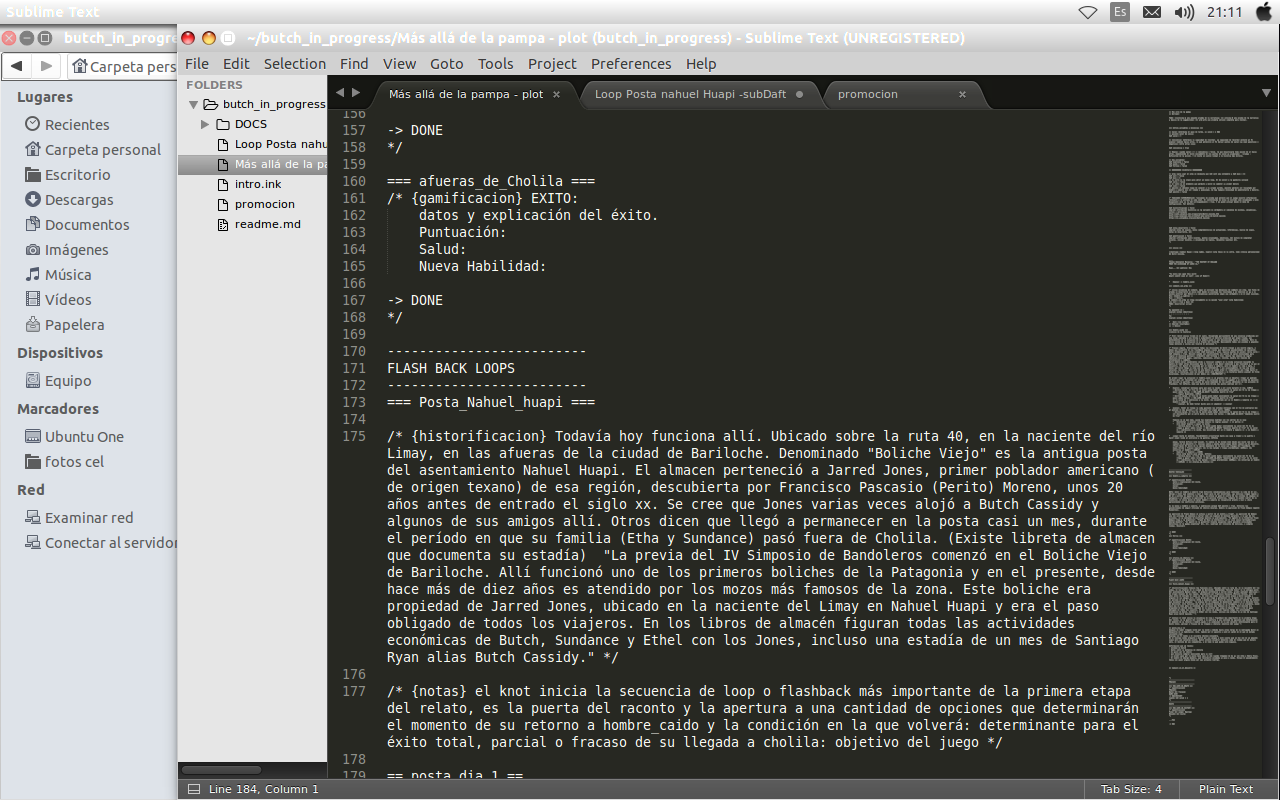 Sublime Text
Es
21:11
butch_in_progre
~/butch_in_progress/Más allá de la pampa - plot (butch_in_progress) - Sublime Text (UNREGISTERED)
File Edit Selection Find View Goto Tools Project Preferences Help
Carpeta pers
Lugares
Recientes
Carpeta personal
Escritorio
Descargas
Documentos
Imágenes
Música
Vídeos
Papelera
Dispositivos
Equipo
Marcadores
Ubuntu One
fotos cel
Red
Examinar red
Conectar al servidor
FOLDERS
butch_in_progress
DOCS
Loop Posta nahu
Más allá de la pa
intro.ink
promocion
readme.md
Más allá de la pampa - plot
Loop Posta nahuel Huapi -subDaft
promocion
156
157 -> DONE
158 */
159
160 === afueras_de_Cholila ===
161 /* {gamificacion} EXITO:
162 datos y explicación del éxito.
163 Puntuación:
164 Salud:
165 Nueva Habilidad:
166
167 -> DONE
168 */
169
170 -------------------------
171 FLASH BACK LOOPS
172 -------------------------
173 === Posta_Nahuel_huapi ===
174
175 /* {historificacion} Todavía hoy funciona allí. Ubicado sobre la ruta 40, en la naciente del río
Limay, en las afueras de la ciudad de Bariloche. Denominado "Boliche Viejo" es la antigua posta
del asentamiento Nahuel Huapi. El almacen perteneció a Jarred Jones, primer poblador americano (
de origen texano) de esa región, descubierta por Francisco Pascasio (Perito) Moreno, unos 20
años antes de entrado el siglo xx. Se cree que Jones varias veces alojó a Butch Cassidy y
algunos de sus amigos allí. Otros dicen que llegó a permanecer en la posta casi un mes, durante
el período en que su familia (Etha y Sundance) pasó fuera de Cholila. (Existe libreta de almacen
que documenta su estadía)  "La previa del IV Simposio de Bandoleros comenzó en el Boliche Viejo
de Bariloche. Allí funcionó uno de los primeros boliches de la Patagonia y en el presente, desde
hace más de diez años es atendido por los mozos más famosos de la zona. Este boliche era
propiedad de Jarred Jones, ubicado en la naciente del Limay en Nahuel Huapi y era el paso
obligado de todos los viajeros. En los libros de almacén figuran todas las actividades
económicas de Butch, Sundance y Ethel con los Jones, incluso una estadía de un mes de Santiago
Ryan alias Butch Cassidy." */
176
177 /* {notas} el knot inicia la secuencia de loop o flashback más importante de la primera etapa
del relato, es la puerta del raconto y la apertura a una cantidad de opciones que determinarán
el momento de su retorno a hombre_caido y la condición en la que volverá: determinante para el
éxito total, parcial o fracaso de su llegada a cholila: objetivo del juego */
178
179 == posta_dia_1 ==
Line 184, Column 1
Tab Size: 4
Plain Text